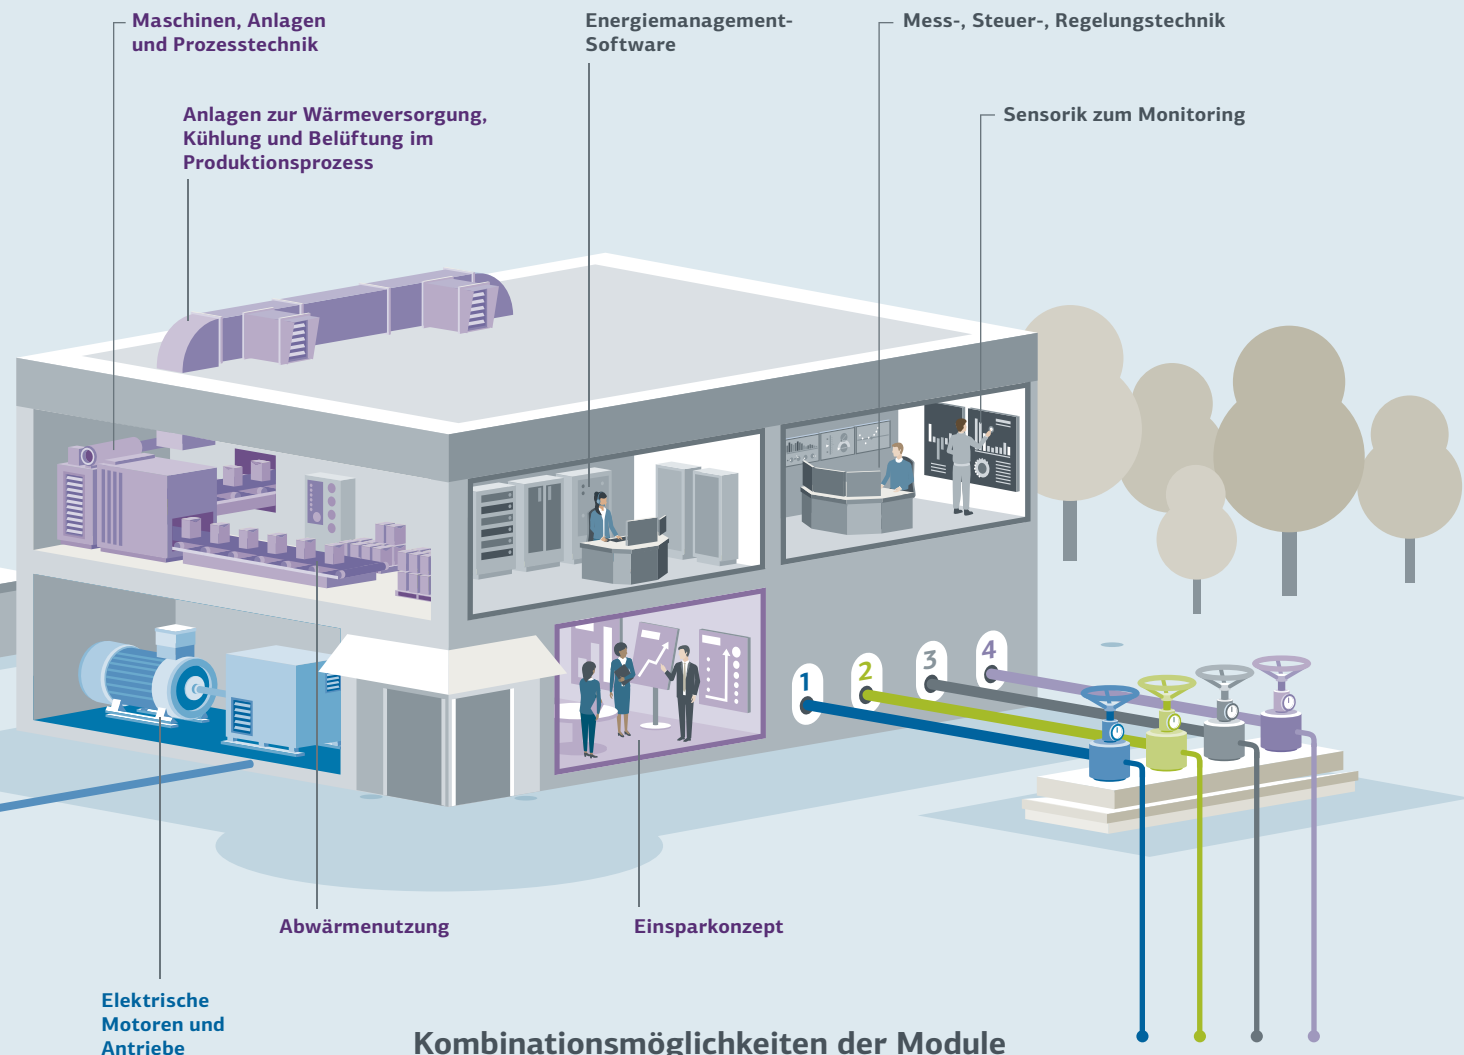 Maschinen, Anlagen
und Prozesstechnik
Energiemanagement-
Software
Mess-, Steuer-, Regelungstechnik
Anlagen zur Wärmeversorgung,
Kühlung und Belüftung im
Produktionsprozess
Sensorik zum Monitoring
1
2
3
4
Abwärmenutzung
Einsparkonzept
Elektrische
Motoren und
Antriebe
Kombinationsmöglichkeiten der Module